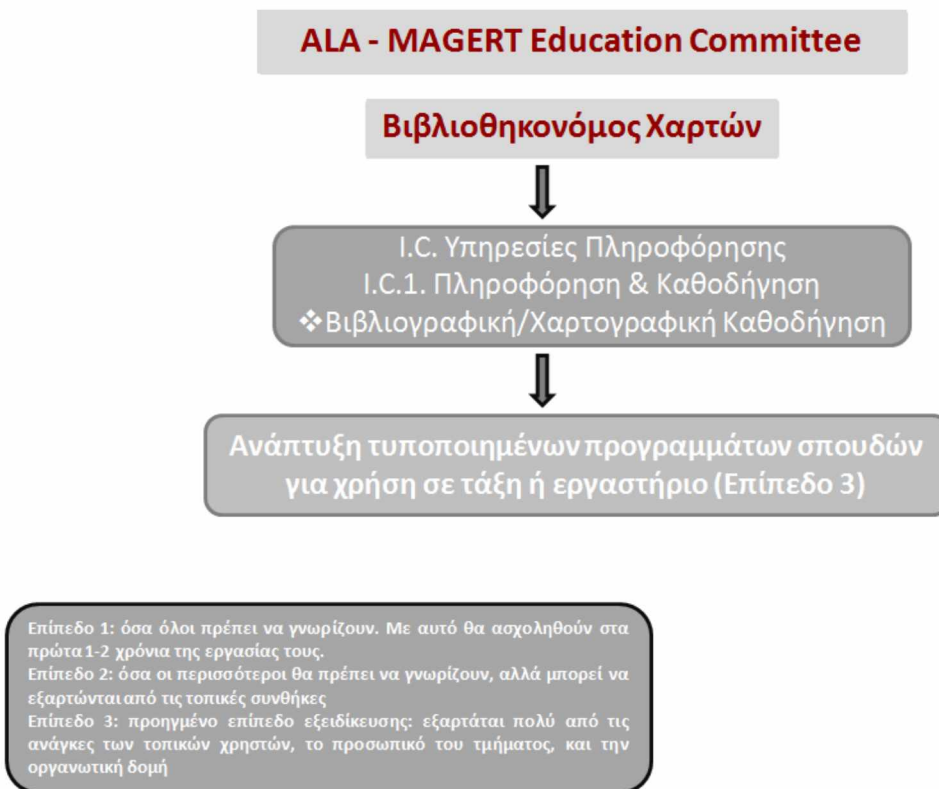 ALA - MAGERT Education Committee
Βιβλιοθηκονόμος Χαρτών
I.C. Υπηρεσίες Πληροφόρησης
I.C.1. Πληροφόρηση & Καθοδήγηση
❖Βιβλιογραφική/Χαρτογραφική Καθοδήγηση
Ανάπτυξη τυποποιημένων προγραμμάτων σπουδών
για χρήση σε τάξη ή εργαστήριο (Επίπεδο 3)
Επίπεδο 1: όσα όλοι πρέπει να γνωρίζουν. Με αυτό θα ασχοληθούν στα
πρώτα 1-2 χρόνια της εργασίας τους.
Επίπεδο 2: όσα οι περισσότεροι θα πρέπει να γνωρίζουν, αλλά μπορεί να
εξαρτώνται από τις τοπικές συνθήκες
Επίπεδο 3: προηγμένο επίπεδο εξειδίκευσης: εξαρτάται πολύ από τις
ανάγκες των τοπικών χρηστών, το προσωπικό του τμήματος, και την
οργανωτική δομή